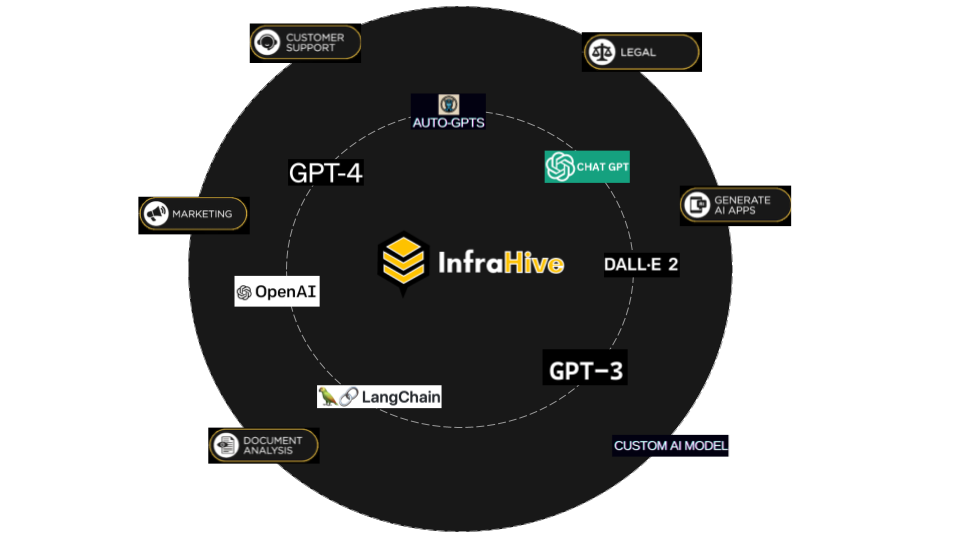 CUSTOMER
SUPPORT
LEGAL
AUTO-GPTS
GPT-4
CHAT GPT
MARKETING
GENERATE
AI APPS
InfraHive
DALL·E 2
OpenAI
GPT-3
LangChain
DOCUMENT
ANALYSIS
CUSTOM AI MODEL